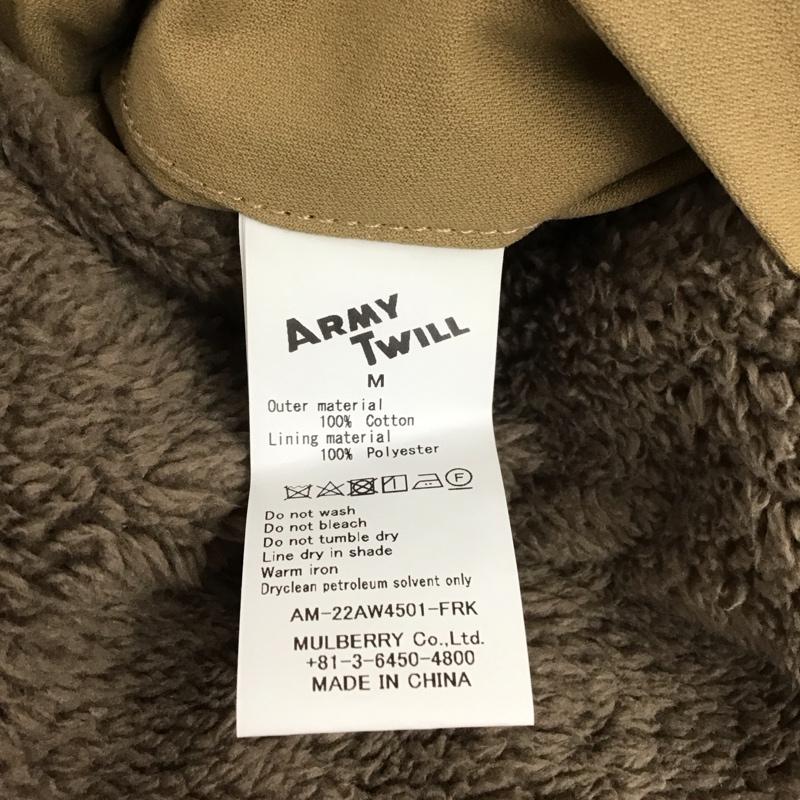 ARMY
TWILL
M
Outer material
100% Cotton
Lining material
100% Polyester
F
Do not wash
Do not bleach
Do not tumble dry
Line dry in shade
Warm iron
Dryclean petroleum solvent only
AM-22AW4501-FRK
MULBERRY Co.,Ltd.
+81-3-6450-4800
MADE IN CHINA